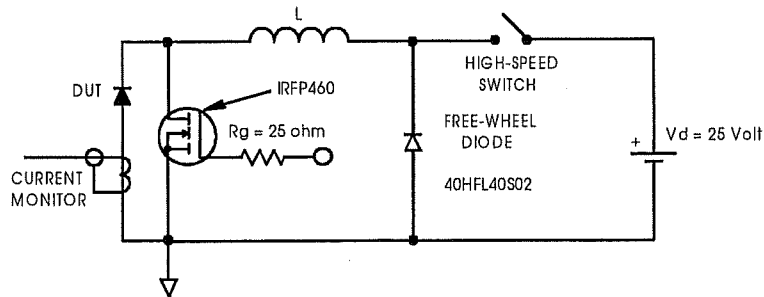 L
HIGH-SPEED
SWITCH
DUT
IRFP460
Rg = 25 ohm
FREE-WHEEL
DIODE
+
Vd = 25 Volt
CURRENT
MONITOR
40HFL40S02